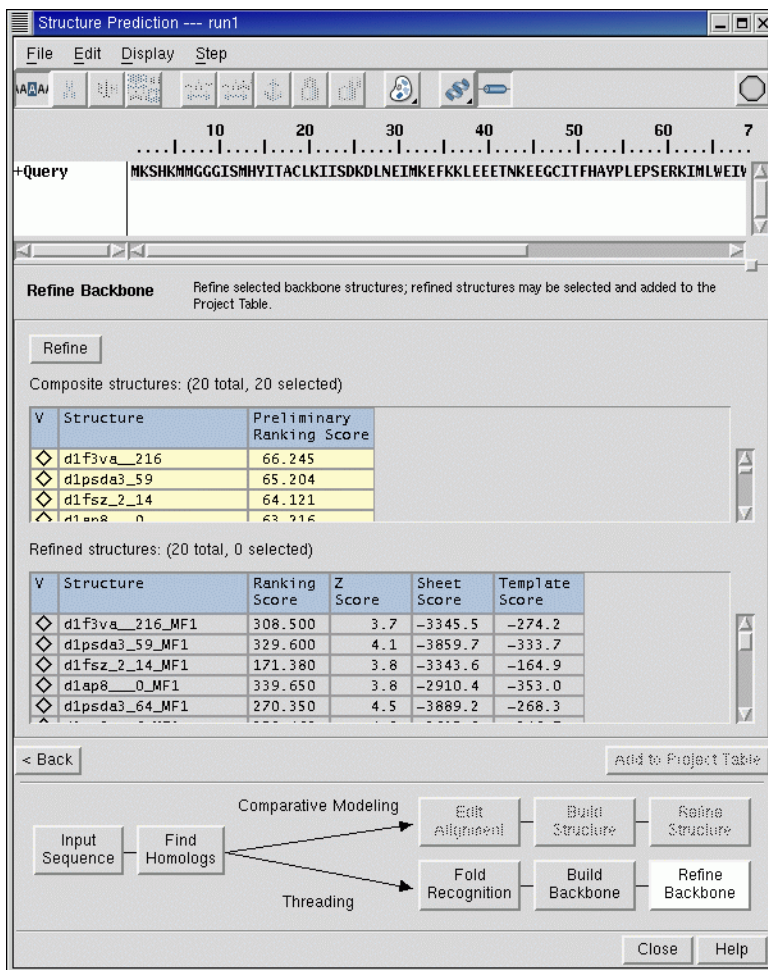 Structure Prediction --- run1
File Edit Display Step
10 20 30 40 50 60 7
+Query MKSHKMMGGGISMHYITACLKIISDKDLNEIMKEFKKLEEETNKEEGCITFHAYPLEPSERKIMLWEIW
Refine Backbone Refine selected backbone structures; refined structures may be selected and added to the
Project Table.
Refine
Composite structures: (20 total, 20 selected)
V Structure Preliminary
Ranking Score
d1f3va__216 66.245
d1psda3_59 65.204
d1fsz_2_14 64.121
d1ap8___0 63.216
Refined structures: (20 total, 0 selected)
V Structure Ranking Z Sheet Template
Score Score Score Score
d1f3va__216_MF1 308.500 3.7 -3345.5 -274.2
d1psda3_59_MF1 329.600 4.1 -3859.7 -333.7
d1fsz_2_14_MF1 171.380 3.8 -3343.6 -164.9
d1ap8___0_MF1 339.650 3.8 -2910.4 -353.0
d1psda3_64_MF1 270.350 4.5 -3889.2 -268.3
< Back Add to Project Table
Comparative Modeling
Edit Build Refine
Alignment Structure Structure
Input Find
Sequence Homologs
Fold Build Refine
Recognition Backbone Backbone
Threading
Close Help